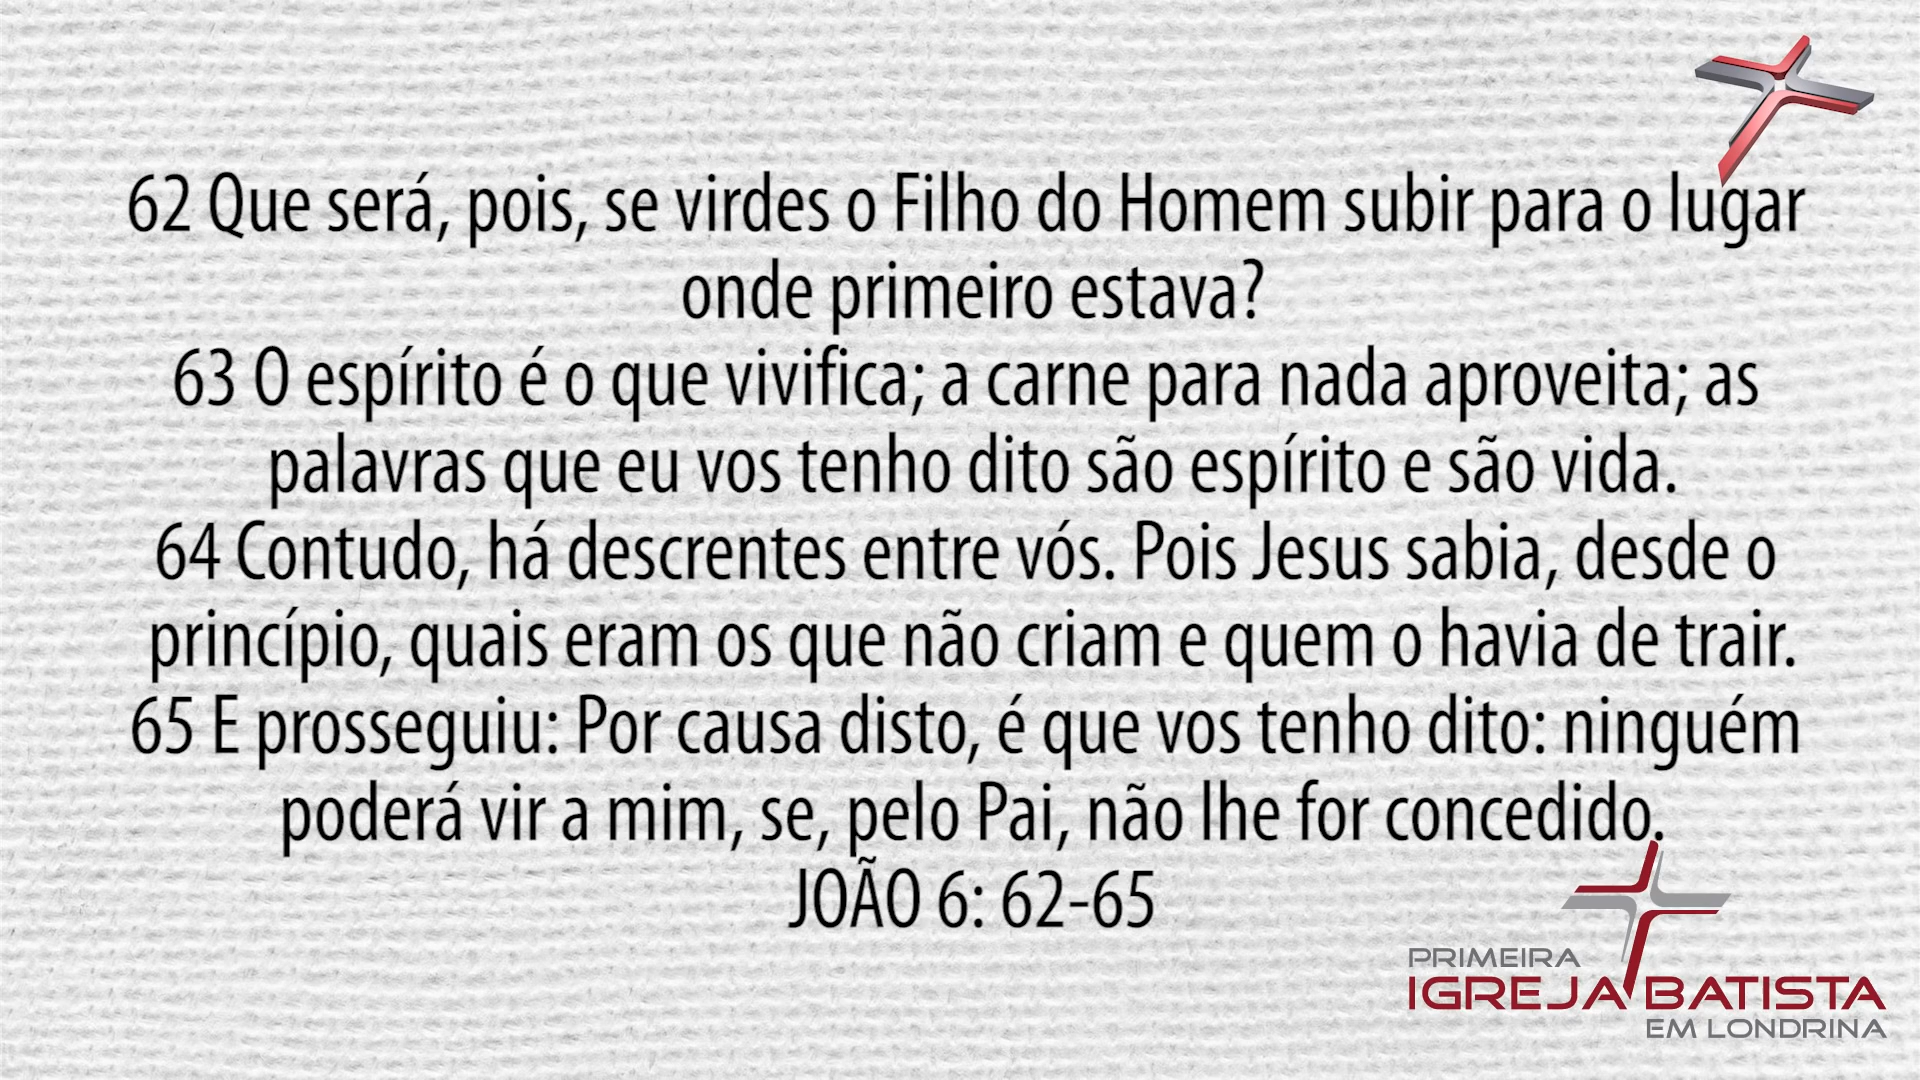 62 Que será, pois, se virdes o Filho do Homem subir para o lugar
onde primeiro estava?
63 O espírito é o que vivifica; a carne para nada aproveita; as
palavras que eu vos tenho dito são espírito e são vida.
64 Contudo, há descrentes entre vós. Pois Jesus sabia, desde o
princípio, quais eram os que não criam e quem o havia de trair.
65 E prosseguiu: Por causa disto, é que vos tenho dito: ninguém
poderá vir a mim, se, pelo Pai, não lhe for concedido.
JOÃO 6: 62-65
PRIMEIRA
IGREJA BATISTA
EM LONDRINA